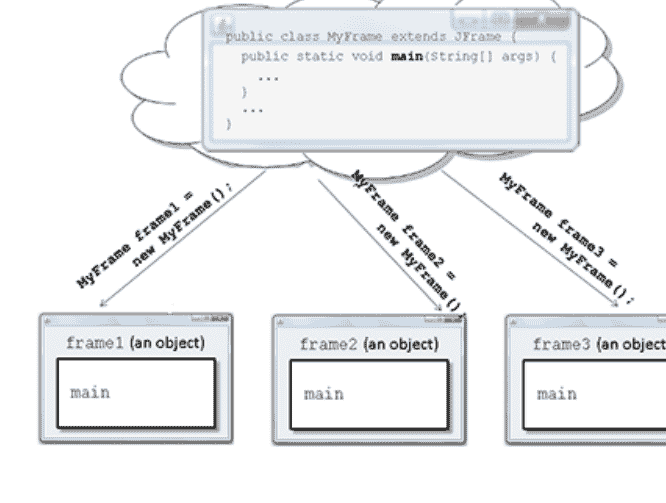 public class MyFrame extends JFrame {
public static void main(String[] args) {
...
}
...
}
MyFrame frame1 =
new MyFrame();
MyFrame frame2 =
new MyFrame()
MyFrame frame3 =
new MyFrame();
frame1 (an object)
main
frame2 (an object)
main
frame3 (an object
main